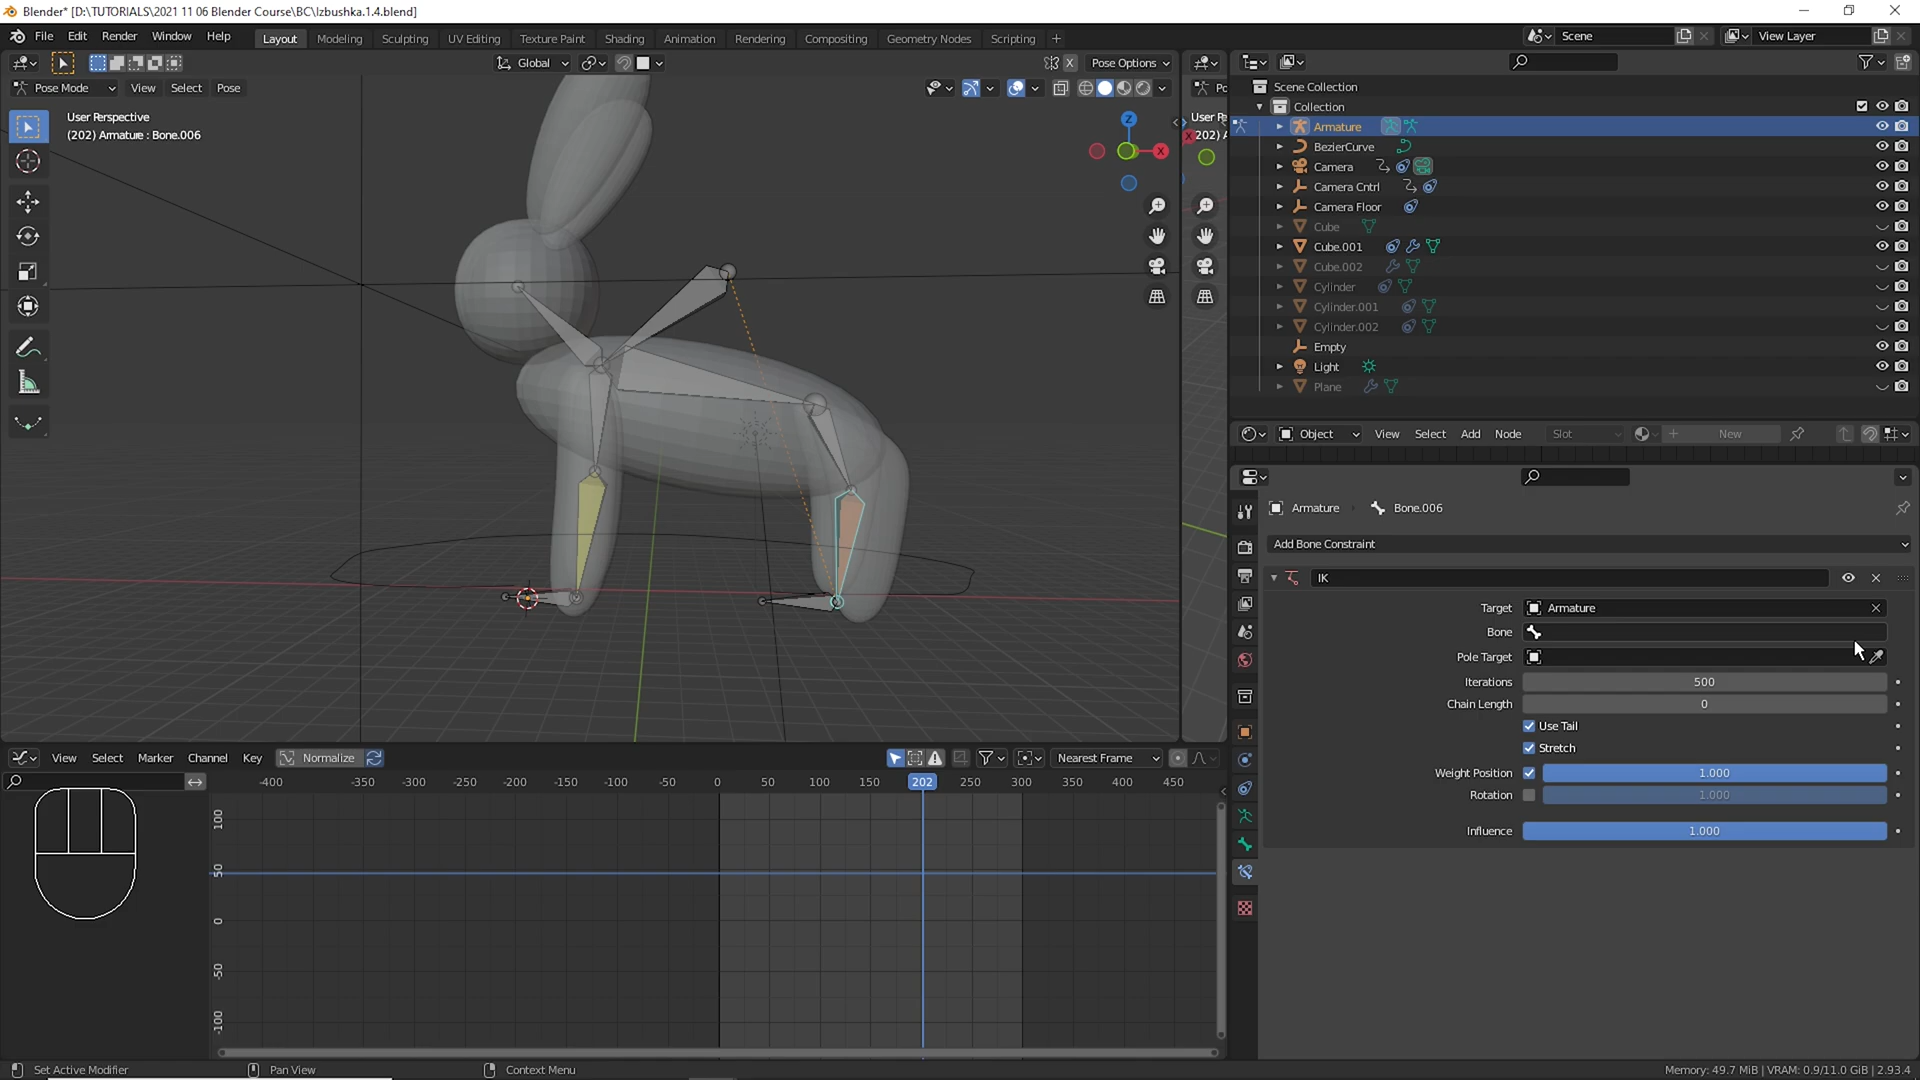 Blender* [D:\TUTORIALS\2021 11 06 Blender Course\BC\Izbushka.1.4.blend]
File Edit Render Window Help Layout Modeling Sculpting UV Editing Texture Paint Shading Animation Rendering Compositing Geometry Nodes Scripting + Scene View Layer
Global X Pose Options
Pose Mode View Select Pose
User Perspective
(202) Armature : Bone.006
Z
X
User P
202) A
X
Scene Collection
Collection
Armature
BezierCurve
Camera
Camera Cntrl
Camera Floor
Cube
Cube.001
Cube.002
Cylinder
Cylinder.001
Cylinder.002
Empty
Light
Plane
Object View Select Add Node Slot New
Armature Bone.006
Add Bone Constraint
IK
Target Armature
Bone
Pole Target
Iterations 500
Chain Length 0
Use Tail
Stretch
Weight Position 1.000
Rotation 1.000
Influence 1.000
View Select Marker Channel Key Normalize Nearest Frame
-400 -350 -300 -250 -200 -150 -100 -50 0 50 100 150 202 250 300 350 400 450
100
50
0
-50
-100
Set Active Modifier Pan View Context Menu Memory: 49.7 MiB | VRAM: 0.9/11.0 GiB | 2.93.4